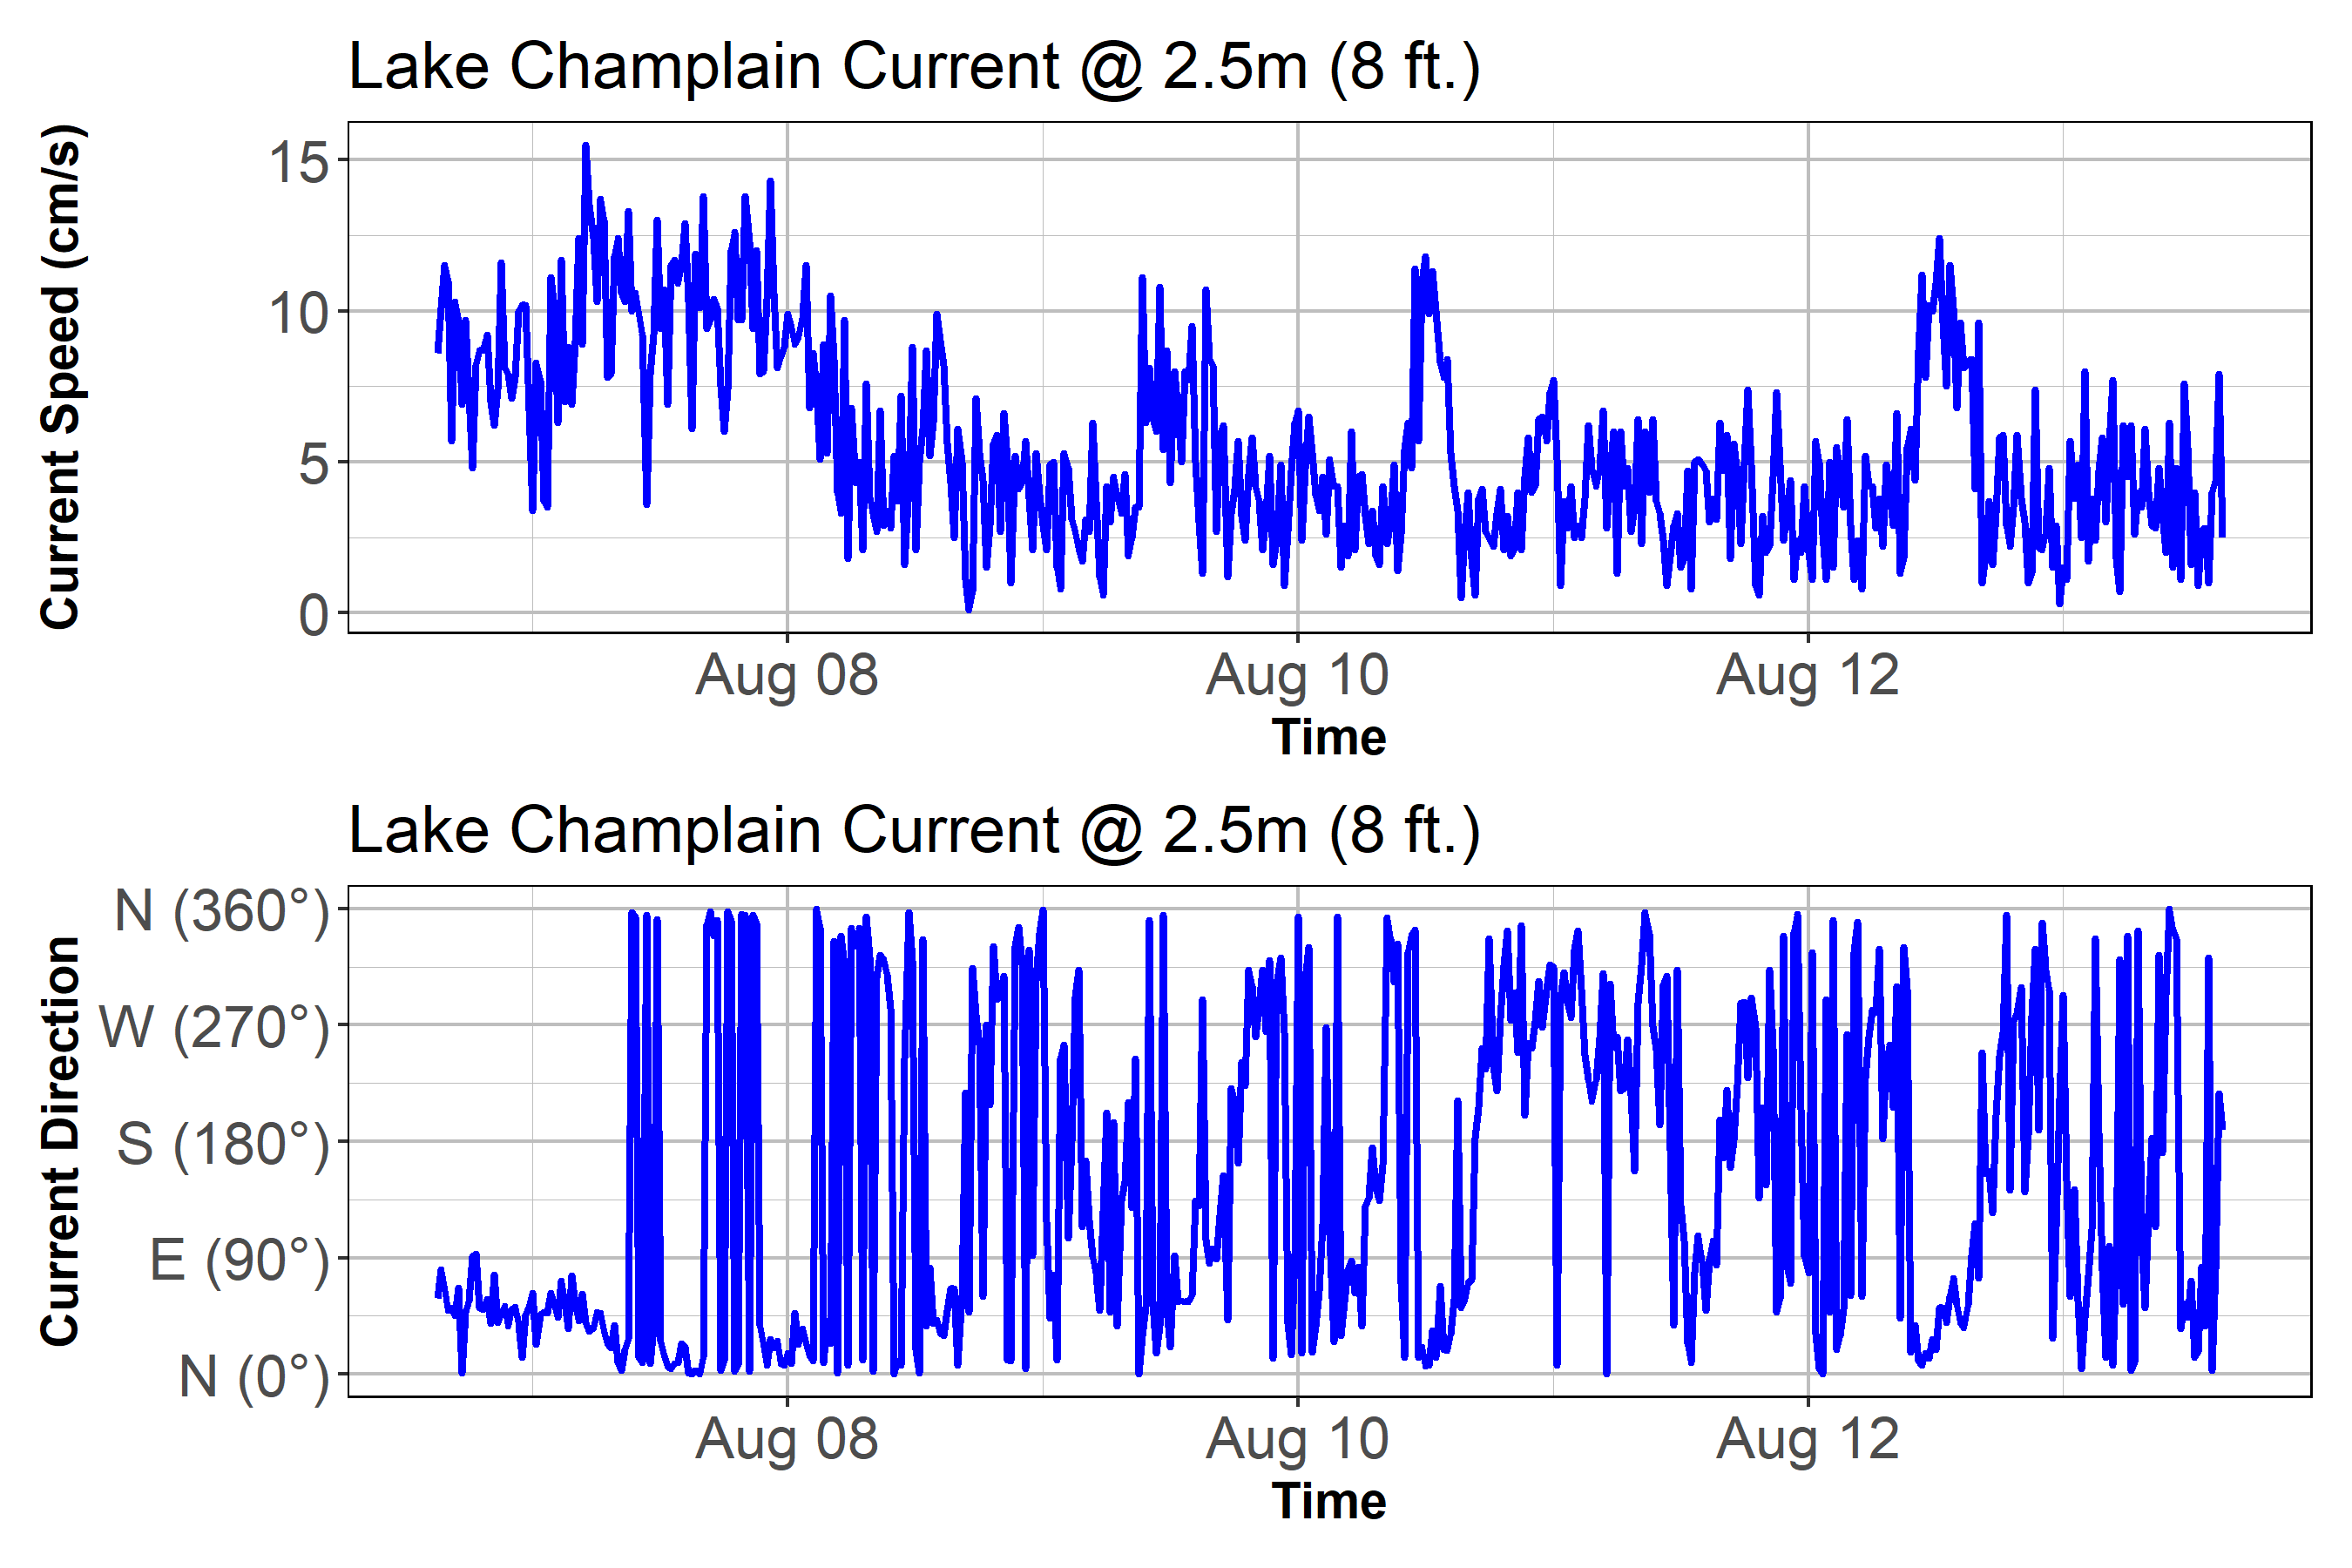 Lake Champlain Current @ 2.5m (8 ft.)
Current Speed (cm/s)
15
10
5
0
Aug 08 Aug 10 Aug 12
Time
Lake Champlain Current @ 2.5m (8 ft.)
Current Direction
N (360°)
W (270°)
S (180°)
E (90°)
N (0°)
Aug 08 Aug 10 Aug 12
Time